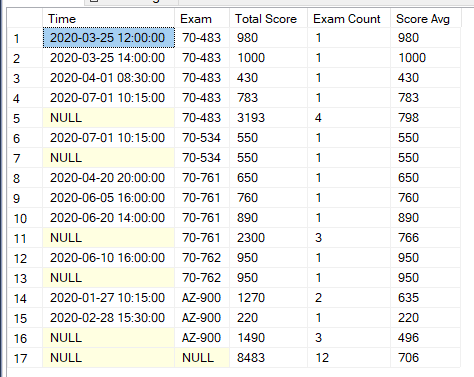 Time Exam Total Score Exam Count Score Avg
1 2020-03-25 12:00:00 70-483 980 1 980
2 2020-03-25 14:00:00 70-483 1000 1 1000
3 2020-04-01 08:30:00 70-483 430 1 430
4 2020-07-01 10:15:00 70-483 783 1 783
5 NULL 70-483 3193 4 798
6 2020-07-01 10:15:00 70-534 550 1 550
7 NULL 70-534 550 1 550
8 2020-04-20 20:00:00 70-761 650 1 650
9 2020-06-05 16:00:00 70-761 760 1 760
10 2020-06-20 14:00:00 70-761 890 1 890
11 NULL 70-761 2300 3 766
12 2020-06-10 16:00:00 70-762 950 1 950
13 NULL 70-762 950 1 950
14 2020-01-27 10:15:00 AZ-900 1270 2 635
15 2020-02-28 15:30:00 AZ-900 220 1 220
16 NULL AZ-900 1490 3 496
17 NULL NULL 8483 12 706